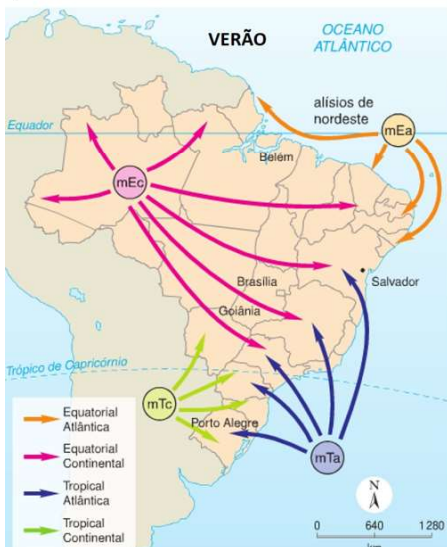 VERÃO
OCEANO
ATLÂNTICO
alísios de
nordeste
Equador
mEa
Belém
mEc
Brasília
Salvador
Goiânia
Trópico de Capricórnio
mTc
Porto Alegre
mTa
Equatorial
Atlântica
Equatorial
Continental
Tropical
Atlântica
Tropical
Continental
N
0 640 1 280